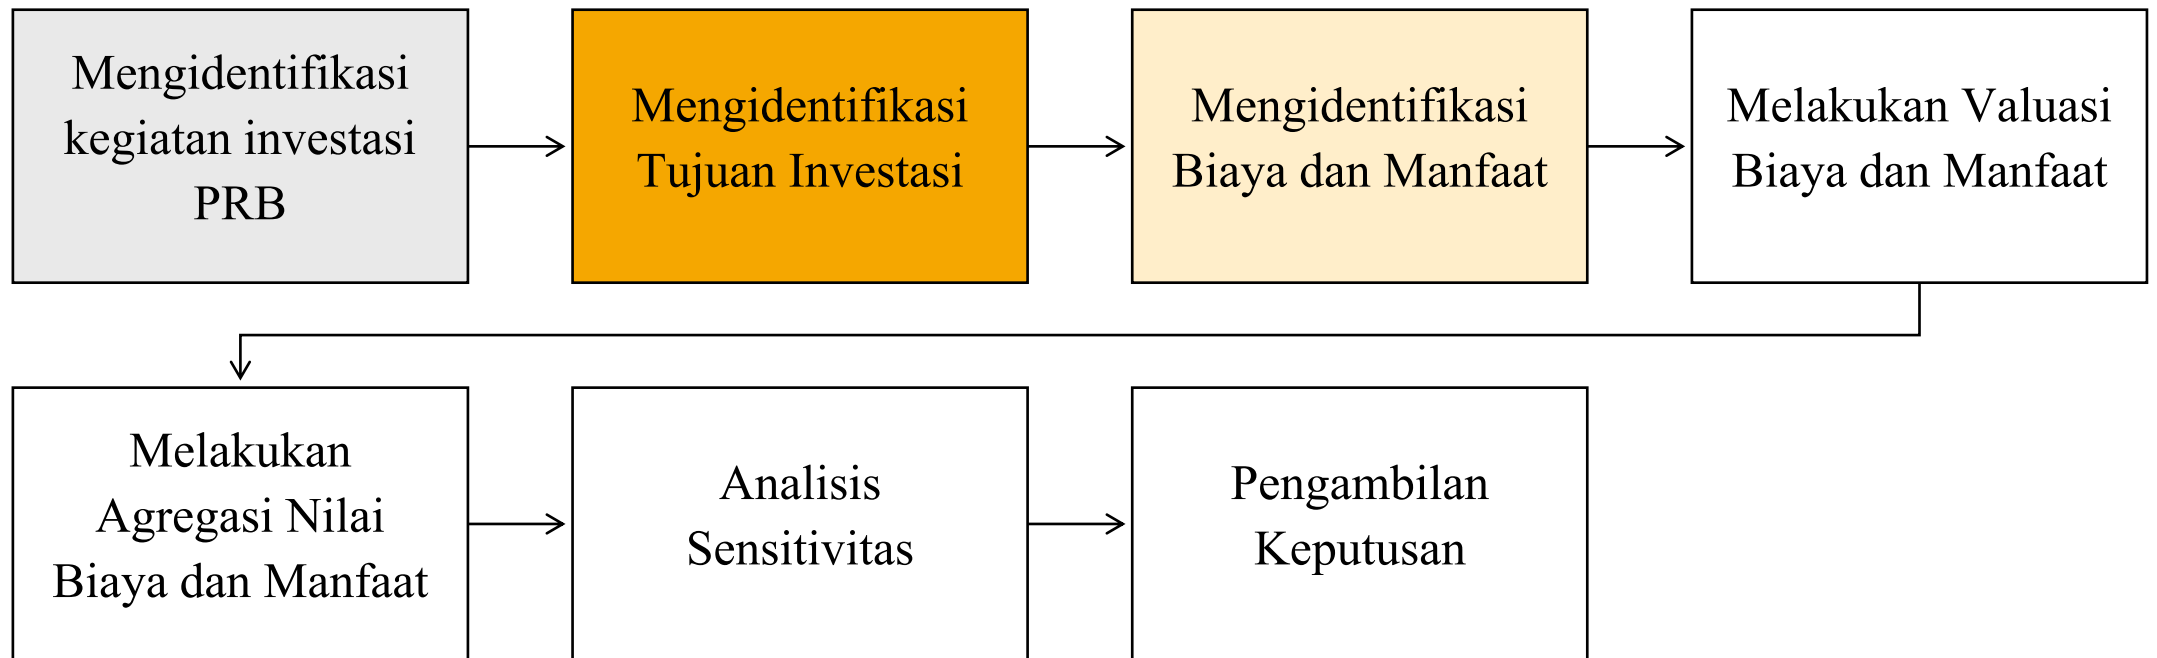 Mengidentifikasi
kegiatan investasi
PRB
Mengidentifikasi
Tujuan Investasi
Mengidentifikasi
Biaya dan Manfaat
Melakukan Valuasi
Biaya dan Manfaat
Melakukan
Agregasi Nilai
Biaya dan Manfaat
Analisis
Sensitivitas
Pengambilan
Keputusan